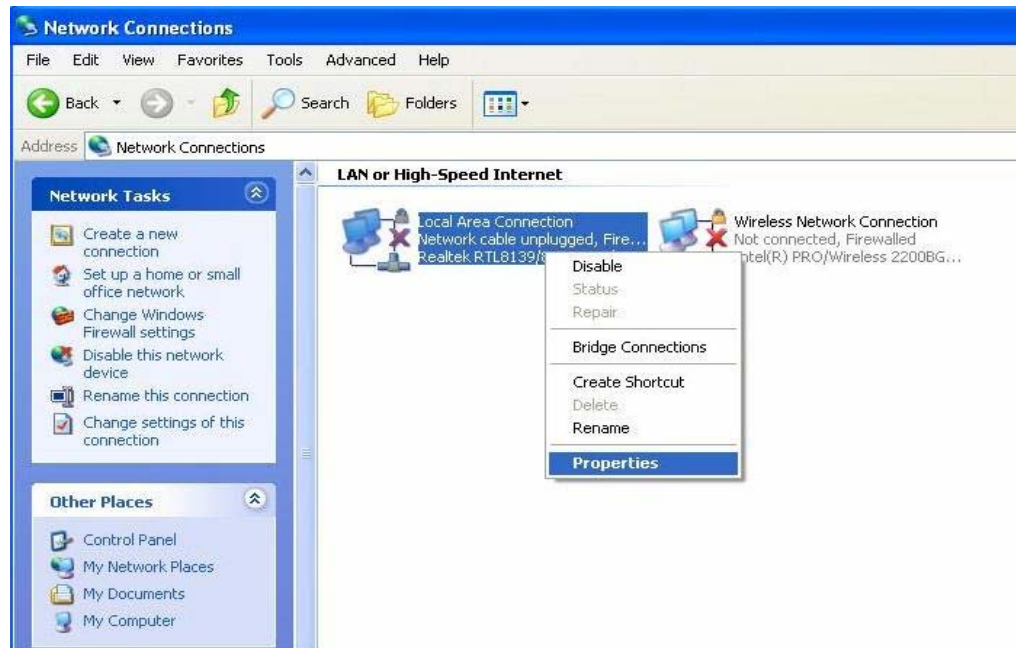 Network Connections
File Edit View Favorites Tools Advanced Help
Back Search Folders
Address Network Connections
Network Tasks
Create a new
connection
Set up a home or small
office network
Change Windows
Firewall settings
Disable this network
device
Rename this connection
Change settings of this
connection
Other Places
Control Panel
My Network Places
My Documents
My Computer
LAN or High-Speed Internet
Local Area Connection
Network cable unplugged, Fire...
Realtek RTL8139/8
Wireless Network Connection
Not connected, Firewalled
ntel(R) PRO/Wireless 2200BG...
Disable
Status
Repair
Bridge Connections
Create Shortcut
Delete
Rename
Properties